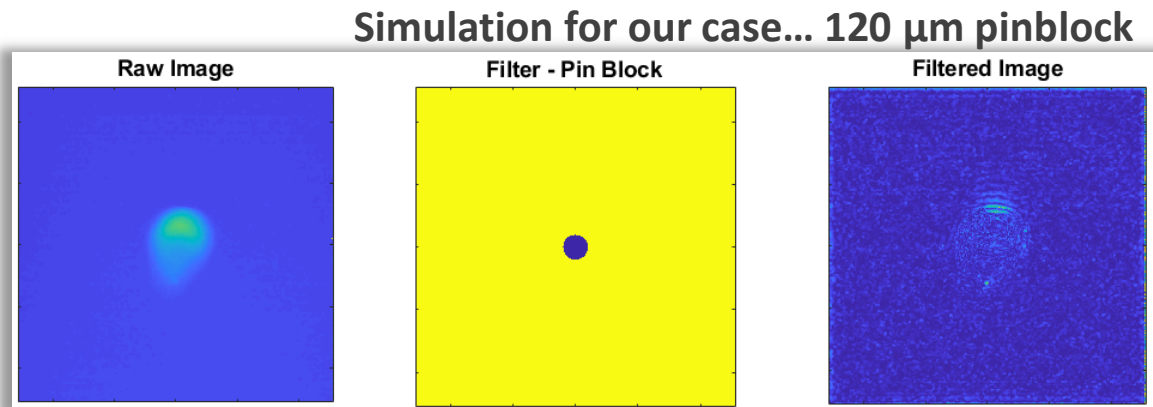 Simulation for our case... 120 µm pinblock
Raw Image
Filter - Pin Block
Filtered Image